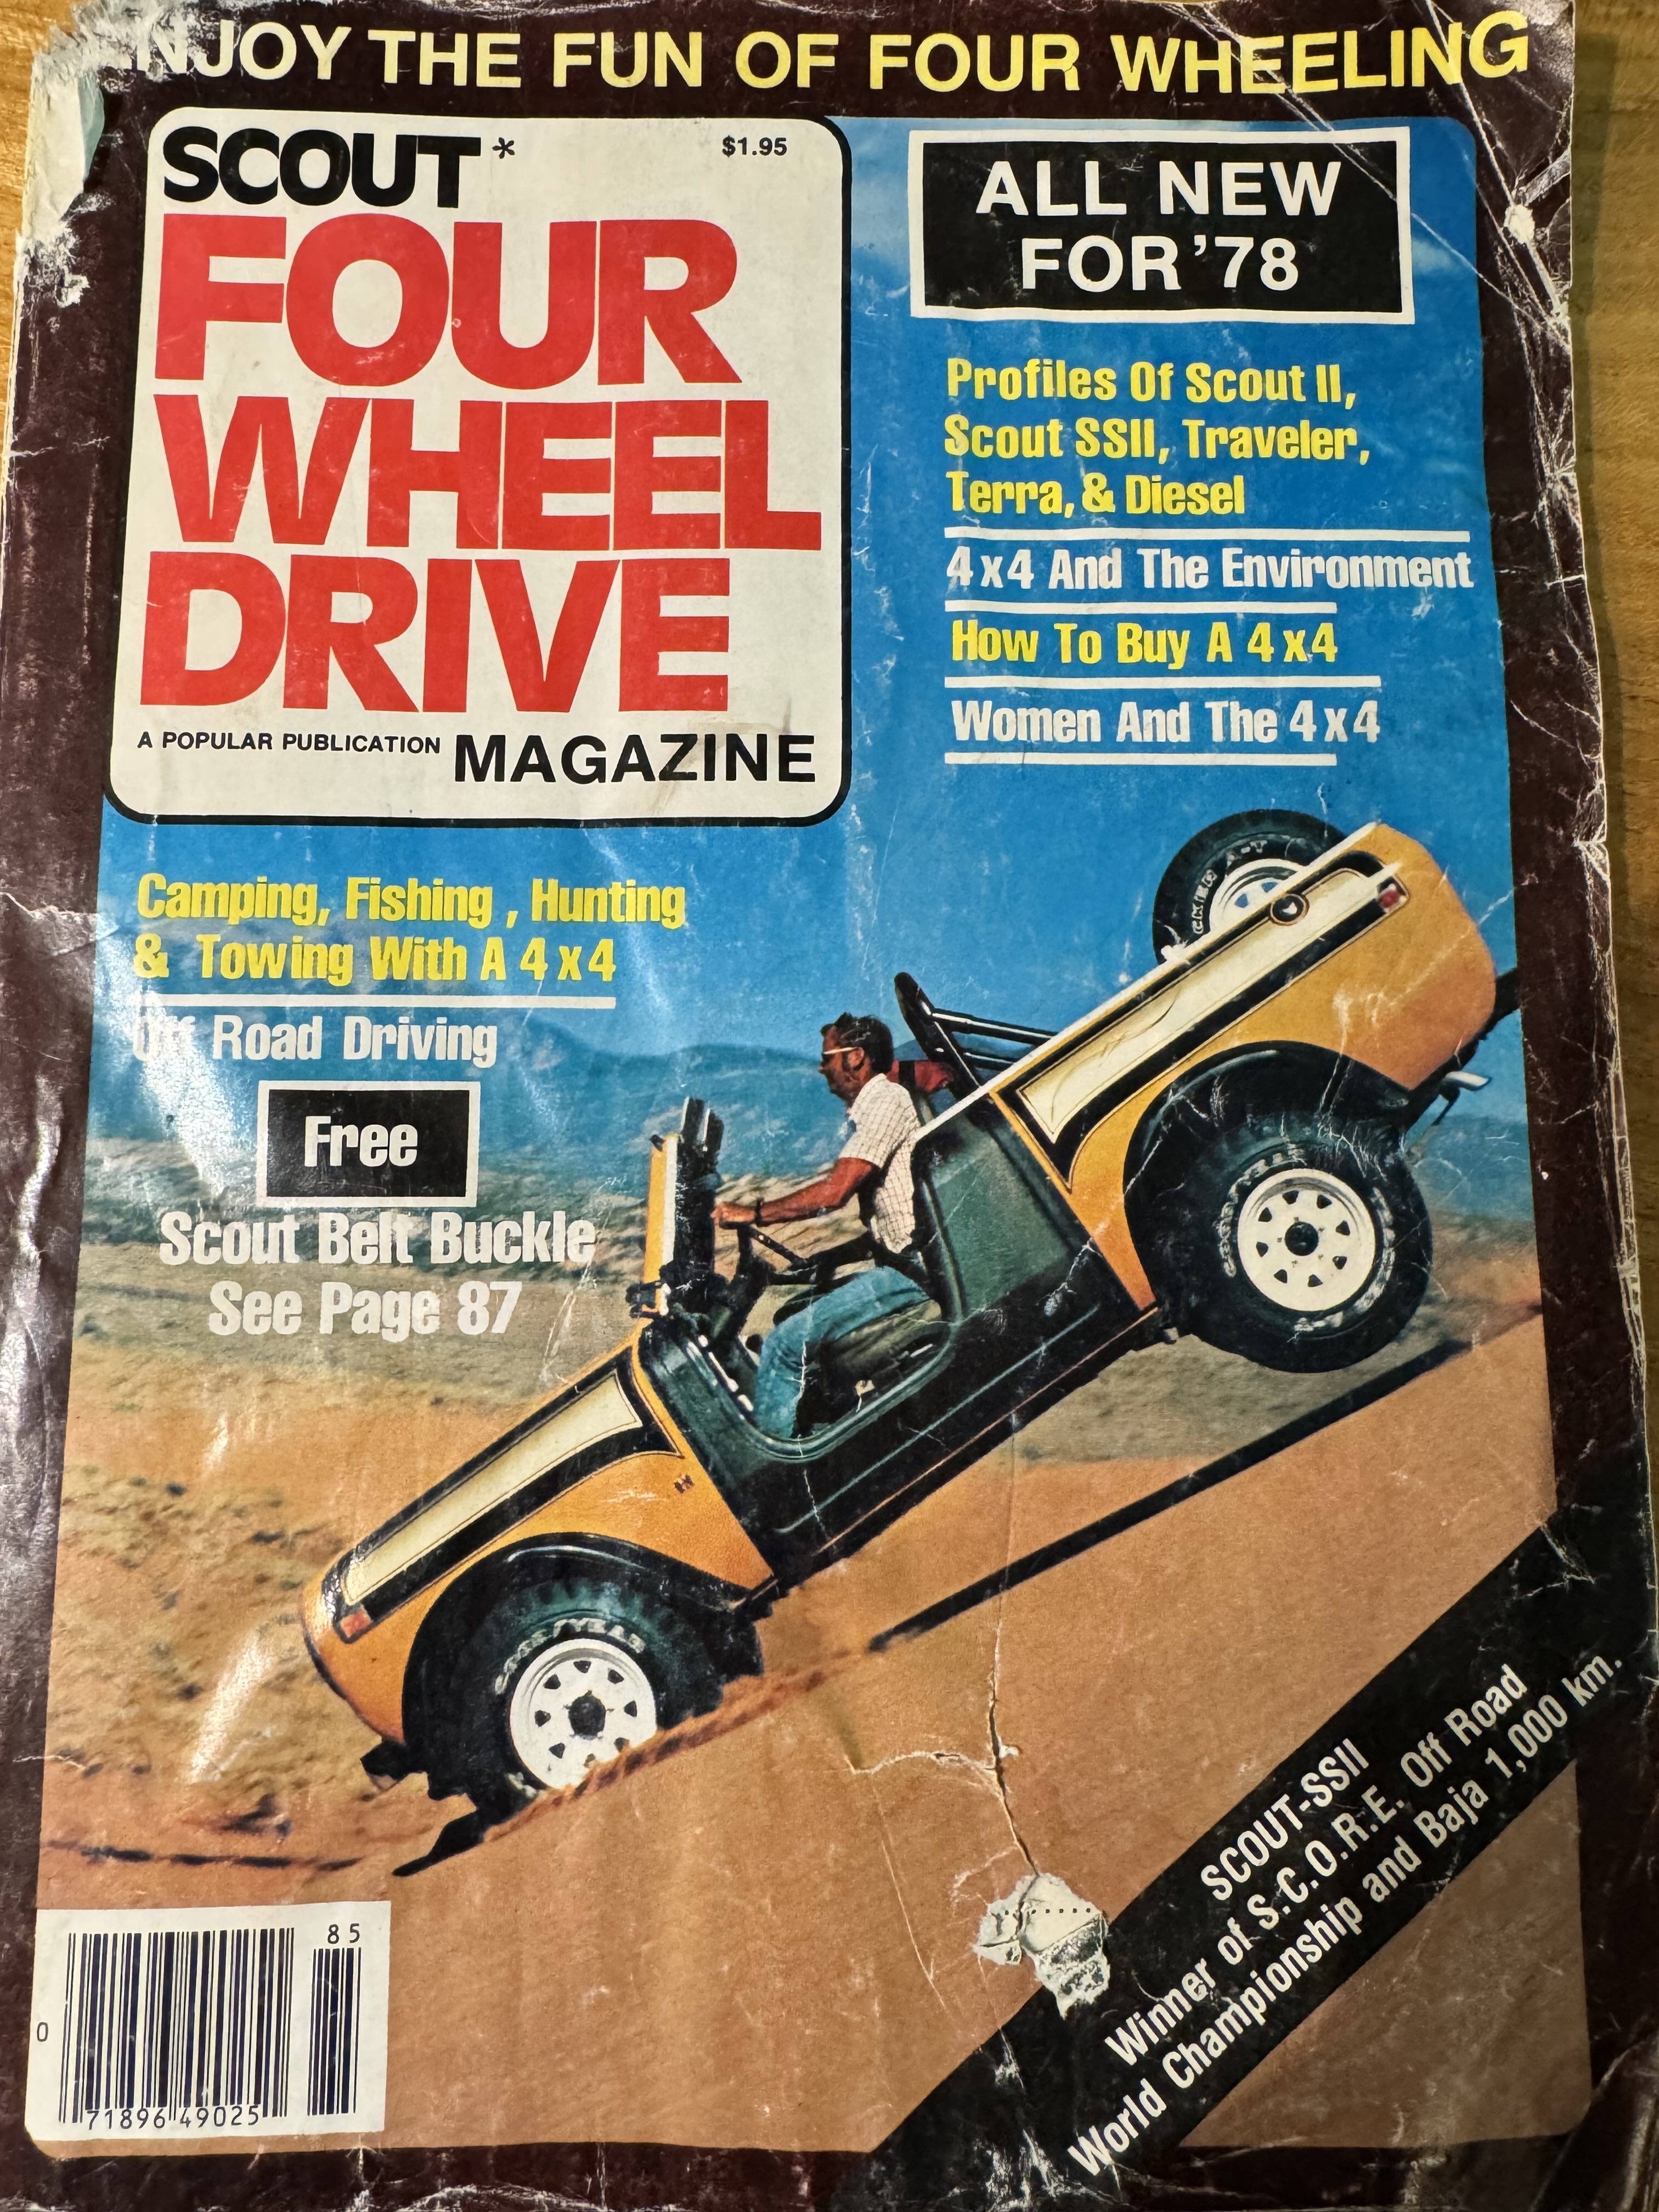 ENJOY THE FUN OF FOUR WHEELING
SCOUT*
$1.95
FOUR
WHEEL
DRIVE
A POPULAR PUBLICATION MAGAZINE
ALL NEW
FOR '78
Profiles Of Scout II,
Scout SSII, Traveler,
Terra, & Diesel
4x4 And The Environment
How To Buy A 4x4
Women And The 4x4
Camping, Fishing , Hunting
& Towing With A 4x4
Off Road Driving
Free
Scout Belt Buckle
See Page 87
SCOUT-SSII
Winner of S.C.O.R.E. Off Road
World Championship and Baja 1,000 km.
85
0
71896 49025